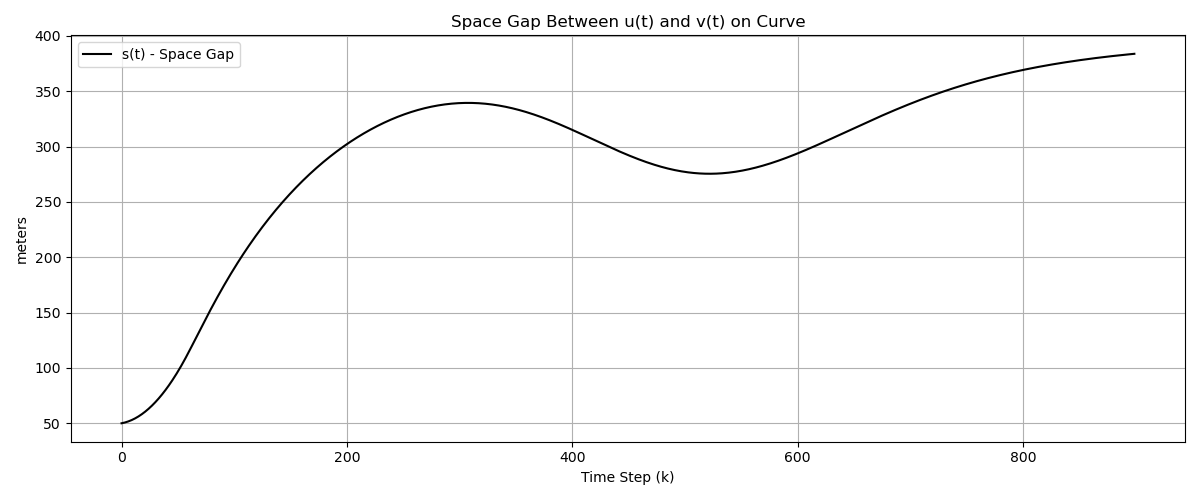 Space Gap Between u(t) and v(t) on Curve
s(t) - Space Gap
400
350
300
250
200
150
100
50
meters
0 200 400 600 800
Time Step (k)